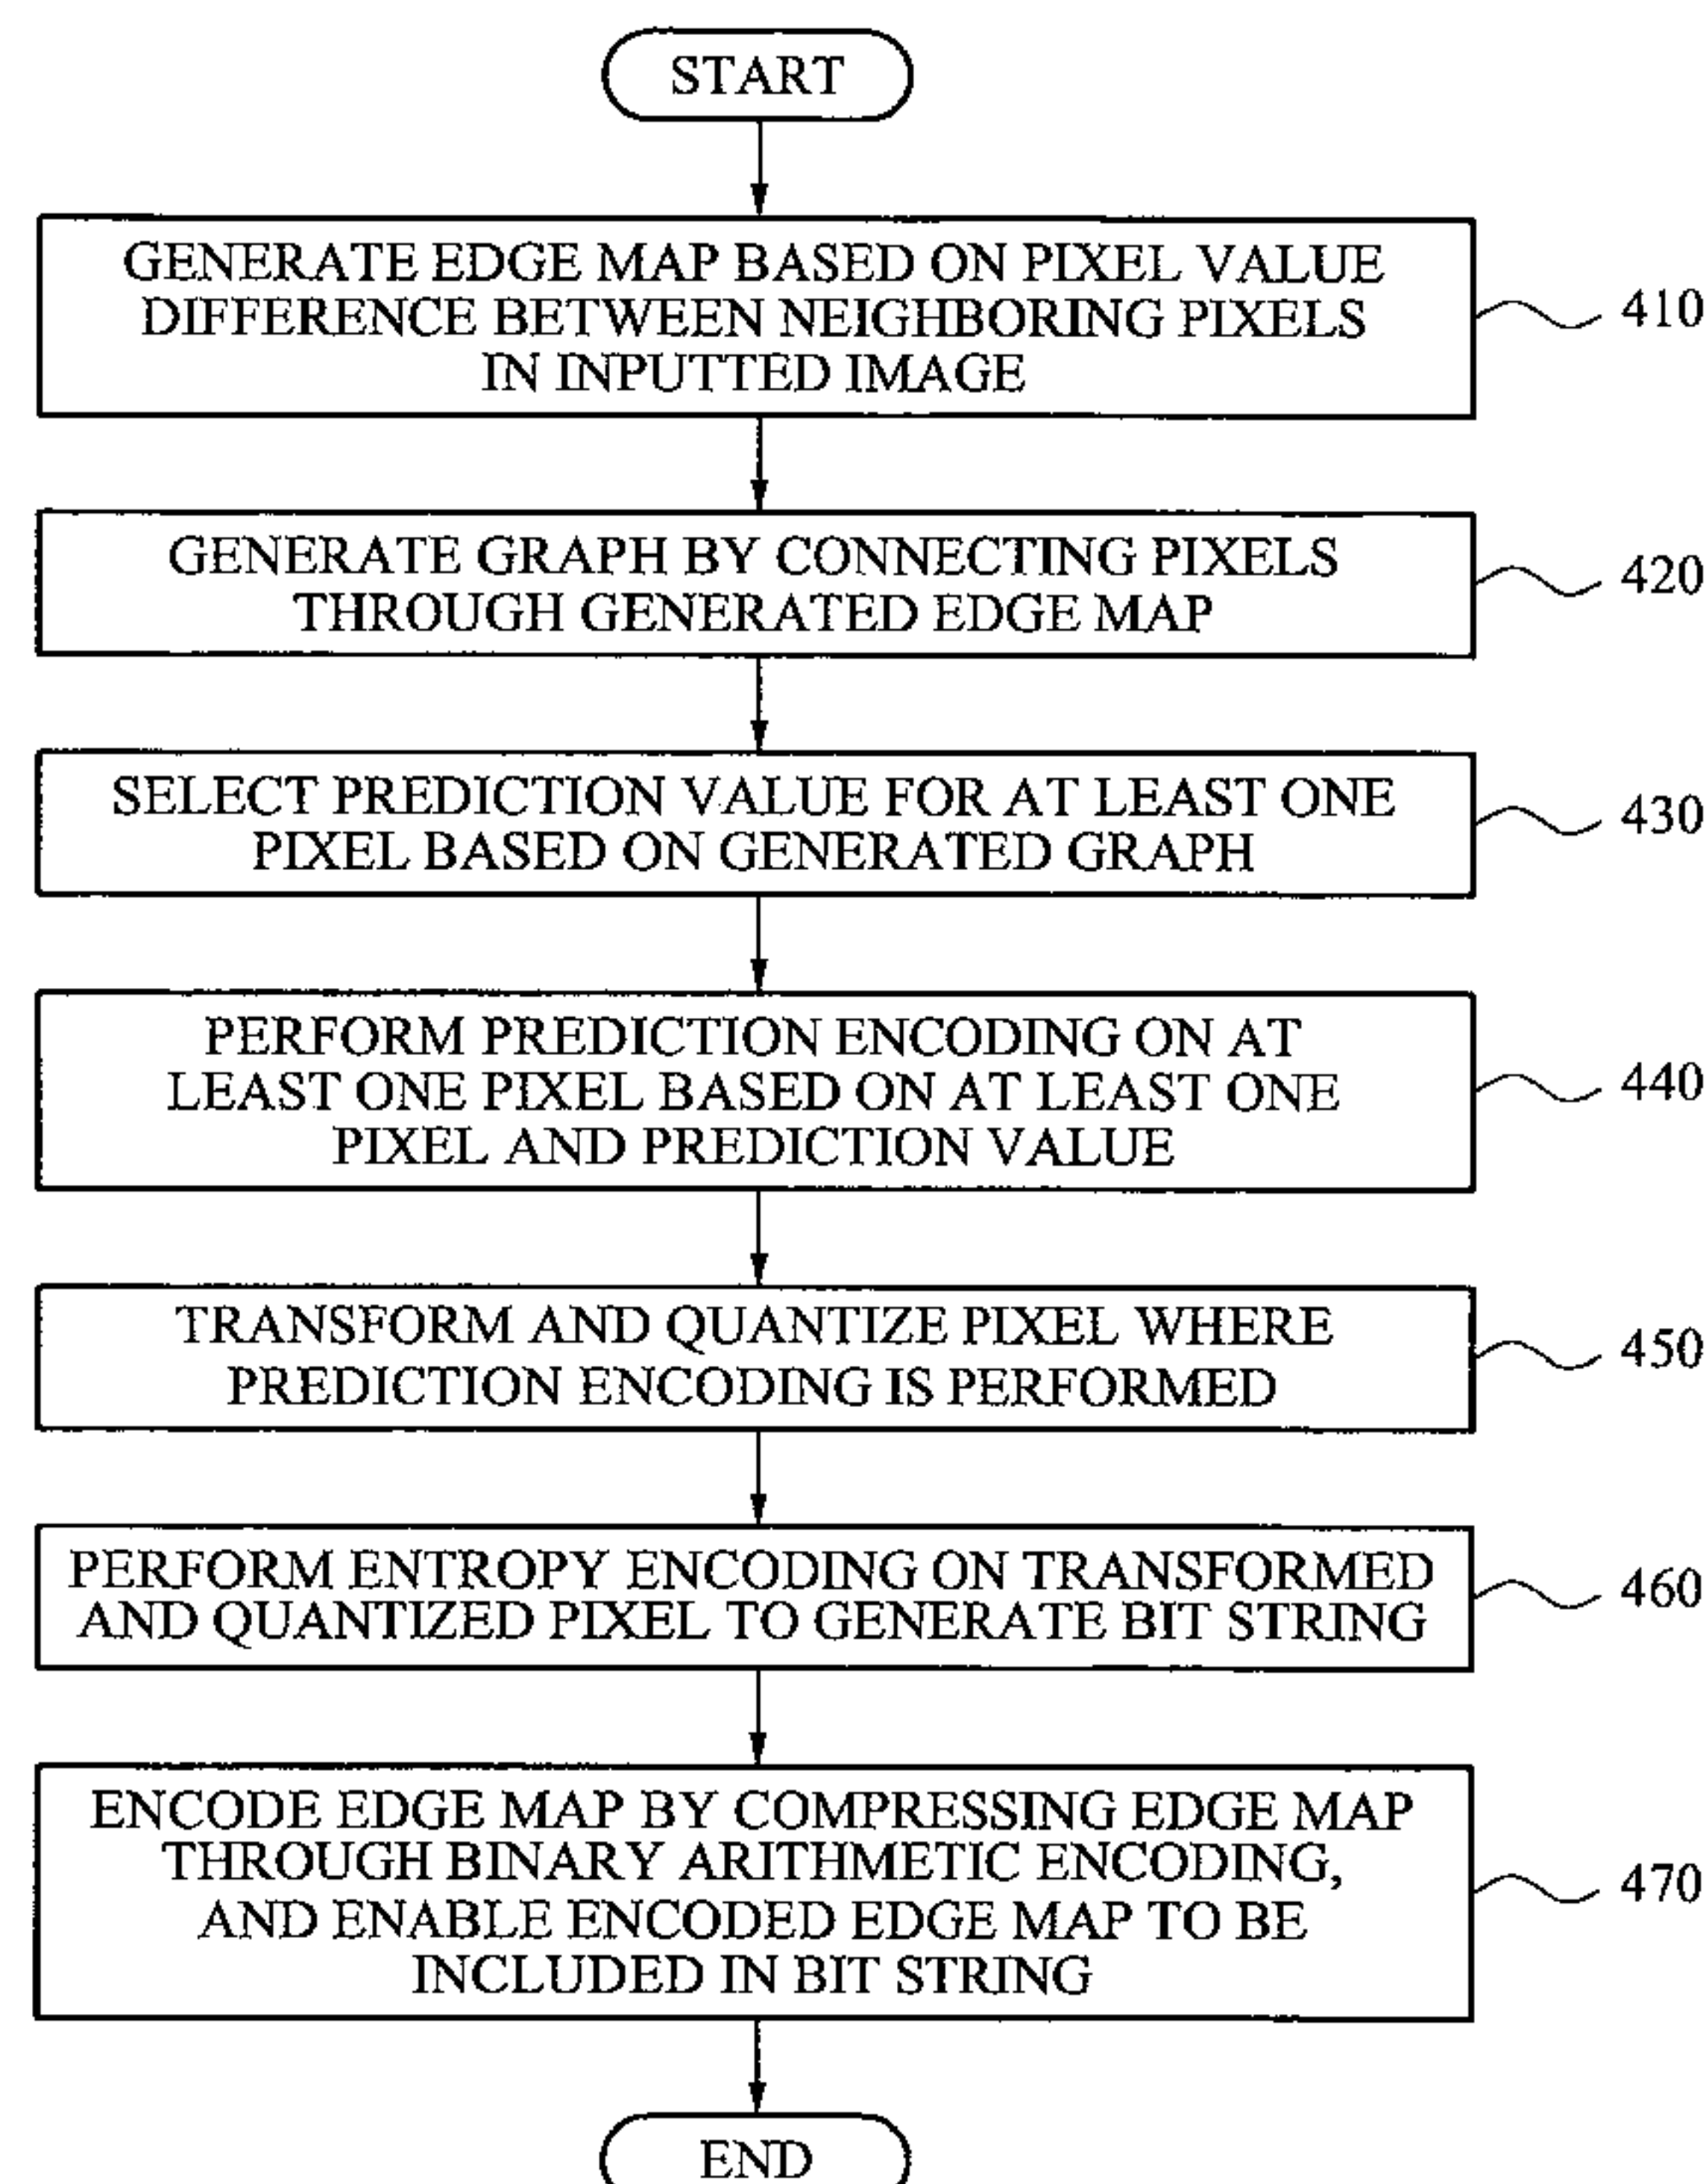 START
GENERATE EDGE MAP BASED ON PIXEL VALUE
DIFFERENCE BETWEEN NEIGHBORING PIXELS
IN INPUTTED IMAGE
410
GENERATE GRAPH BY CONNECTING PIXELS
THROUGH GENERATED EDGE MAP
420
SELECT PREDICTION VALUE FOR AT LEAST ONE
PIXEL BASED ON GENERATED GRAPH
430
PERFORM PREDICTION ENCODING ON AT
LEAST ONE PIXEL BASED ON AT LEAST ONE
PIXEL AND PREDICTION VALUE
440
TRANSFORM AND QUANTIZE PIXEL WHERE
PREDICTION ENCODING IS PERFORMED
450
PERFORM ENTROPY ENCODING ON TRANSFORMED
AND QUANTIZED PIXEL TO GENERATE BIT STRING
460
ENCODE EDGE MAP BY COMPRESSING EDGE MAP
THROUGH BINARY ARITHMETIC ENCODING,
AND ENABLE ENCODED EDGE MAP TO BE
INCLUDED IN BIT STRING
470
END